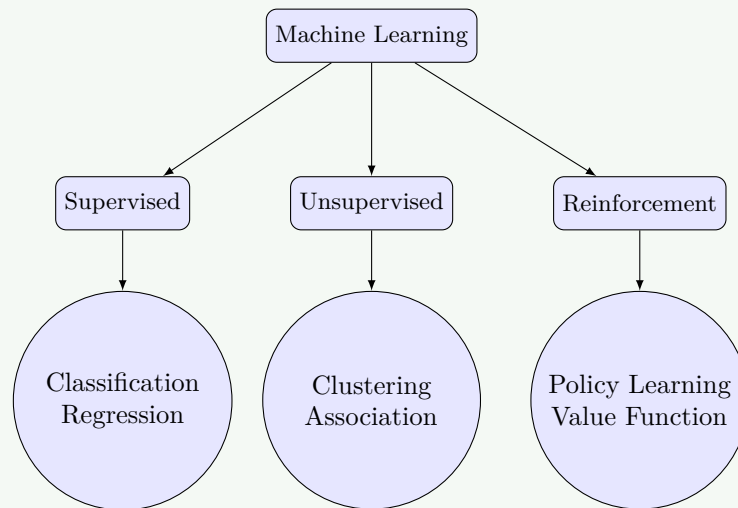 Machine Learning
Supervised
Unsupervised
Reinforcement
Classification
Regression
Clustering
Association
Policy Learning
Value Function